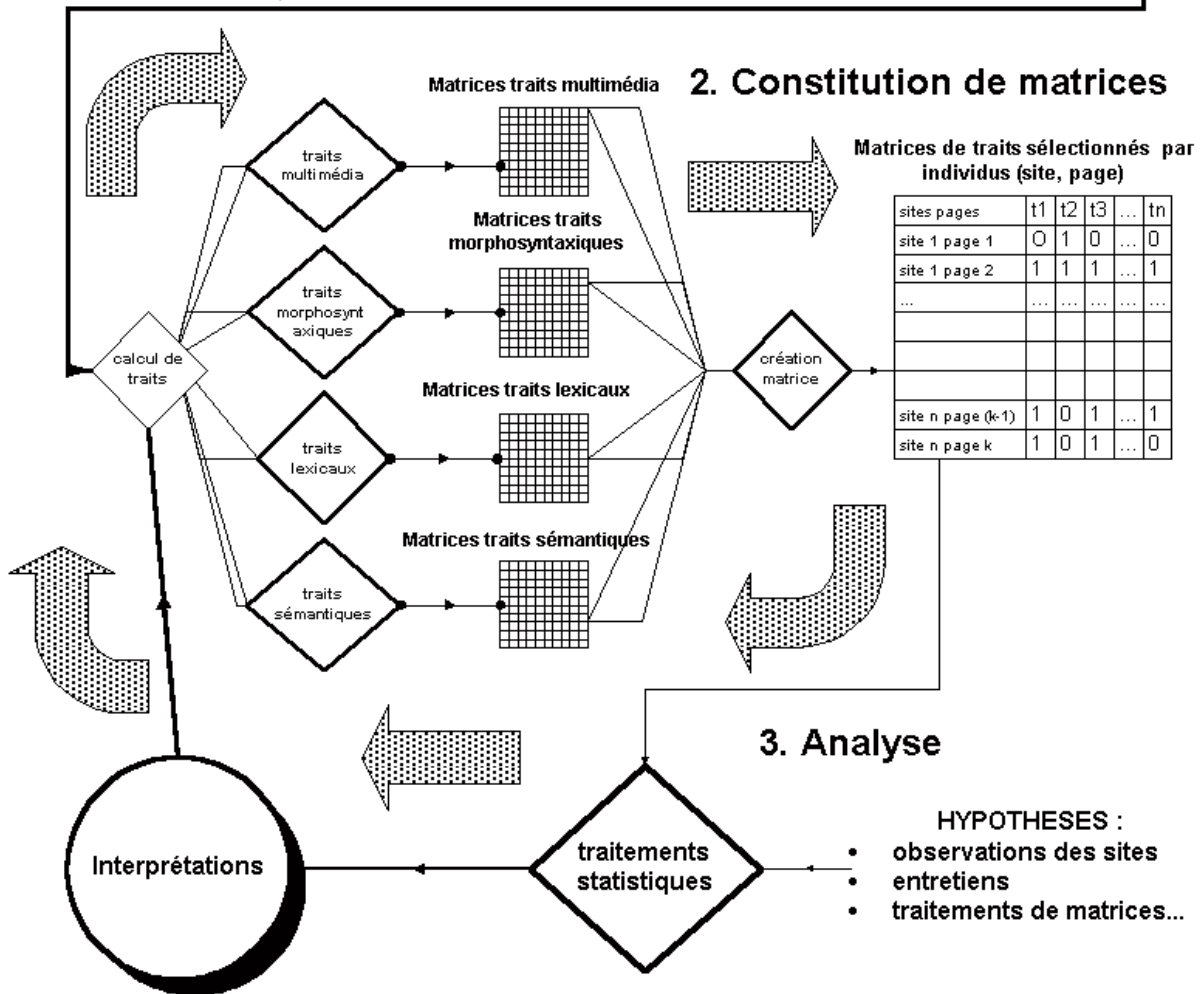 2. Constitution de matrices
Matrices traits multimédia
traits
multimédia
Matrices de traits sélectionnés par
individus (site, page)
sites pages t1 t2 t3 ... tn
site 1 page 1 O 1 0 ... 0
site 1 page 2 1 1 1 ... 1
... ... ... ... ... ...
site n page (k-1) 1 0 1 ... 1
site n page k 1 0 1 ... 0
Matrices traits
morphosyntaxiques
traits
morphosynt
axiques
calcul de
traits
création
matrice
Matrices traits lexicaux
traits
lexicaux
Matrices traits sémantiques
traits
sémantiques
3. Analyse
HYPOTHESES :
• observations des sites
• entretiens
• traitements de matrices...
traitements
statistiques
Interprétations